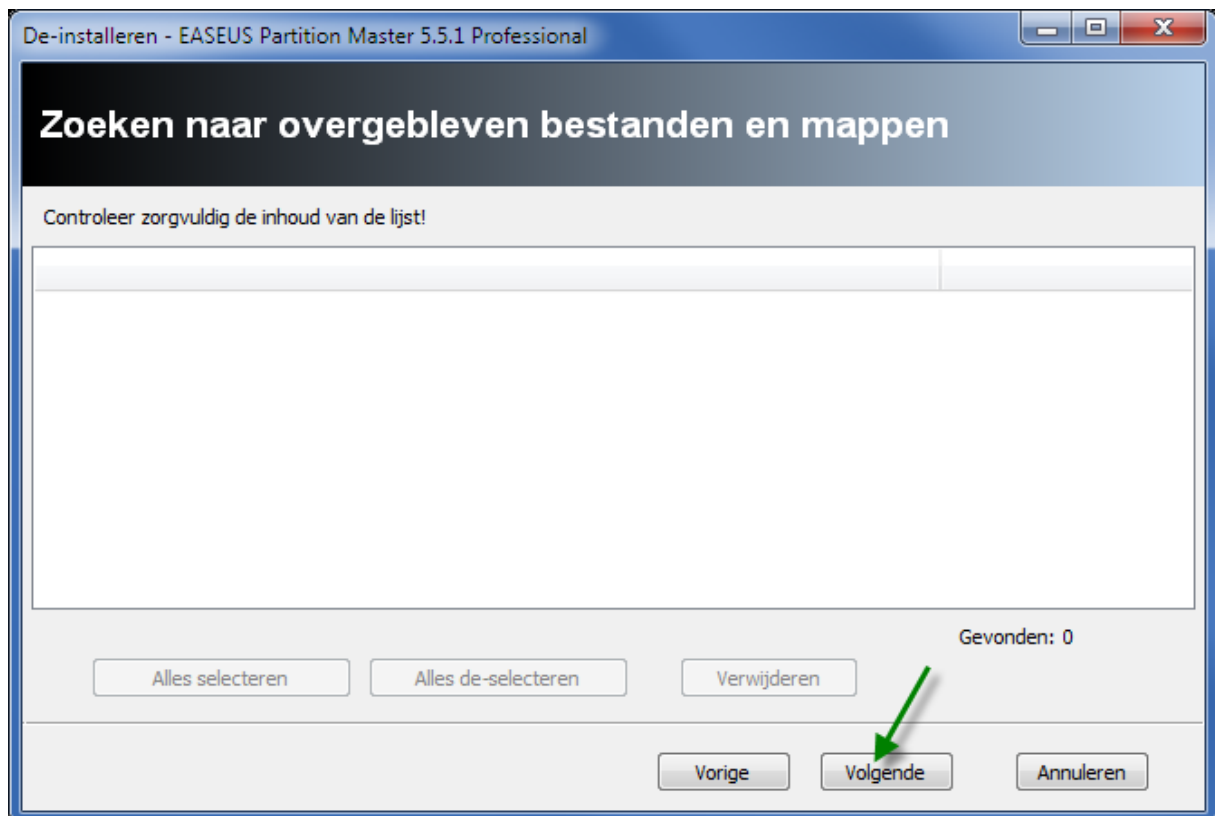 De-installeren - EASEUS Partition Master 5.5.1 Professional
Zoeken naar overgebleven bestanden en mappen
Controleer zorgvuldig de inhoud van de lijst!
Gevonden: 0
Alles selecteren
Alles de-selecteren
Verwijderen
Vorige
Volgende
Annuleren